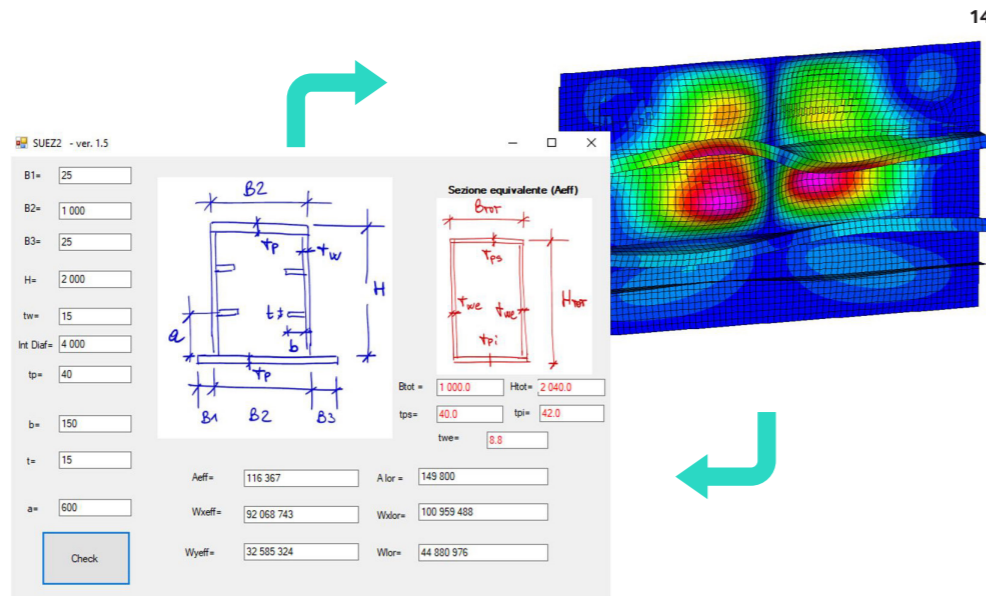 14
SUEZ2 - ver. 1.5
B1= 25
B2= 1 000
B3= 25
H= 2 000
tw= 15
Int Diaf= 4 000
tp= 40
b= 150
t= 15
a= 600
Check
B2
tp
tw
H
t
b
a
tp
B1 B2 B3
Sezione equivalente (Aeff)
Btot
tps
twe twe
Htot
tpi
Btot = 1 000.0 Htot= 2 040.0
tps= 40.0 tpi= 42.0
twe= 8.8
Aeff= 116 367 A lor = 149 800
Wxeff= 92 068 743 Wxlor= 100 959 488
Wyeff= 32 585 324 Wlor= 44 880 976